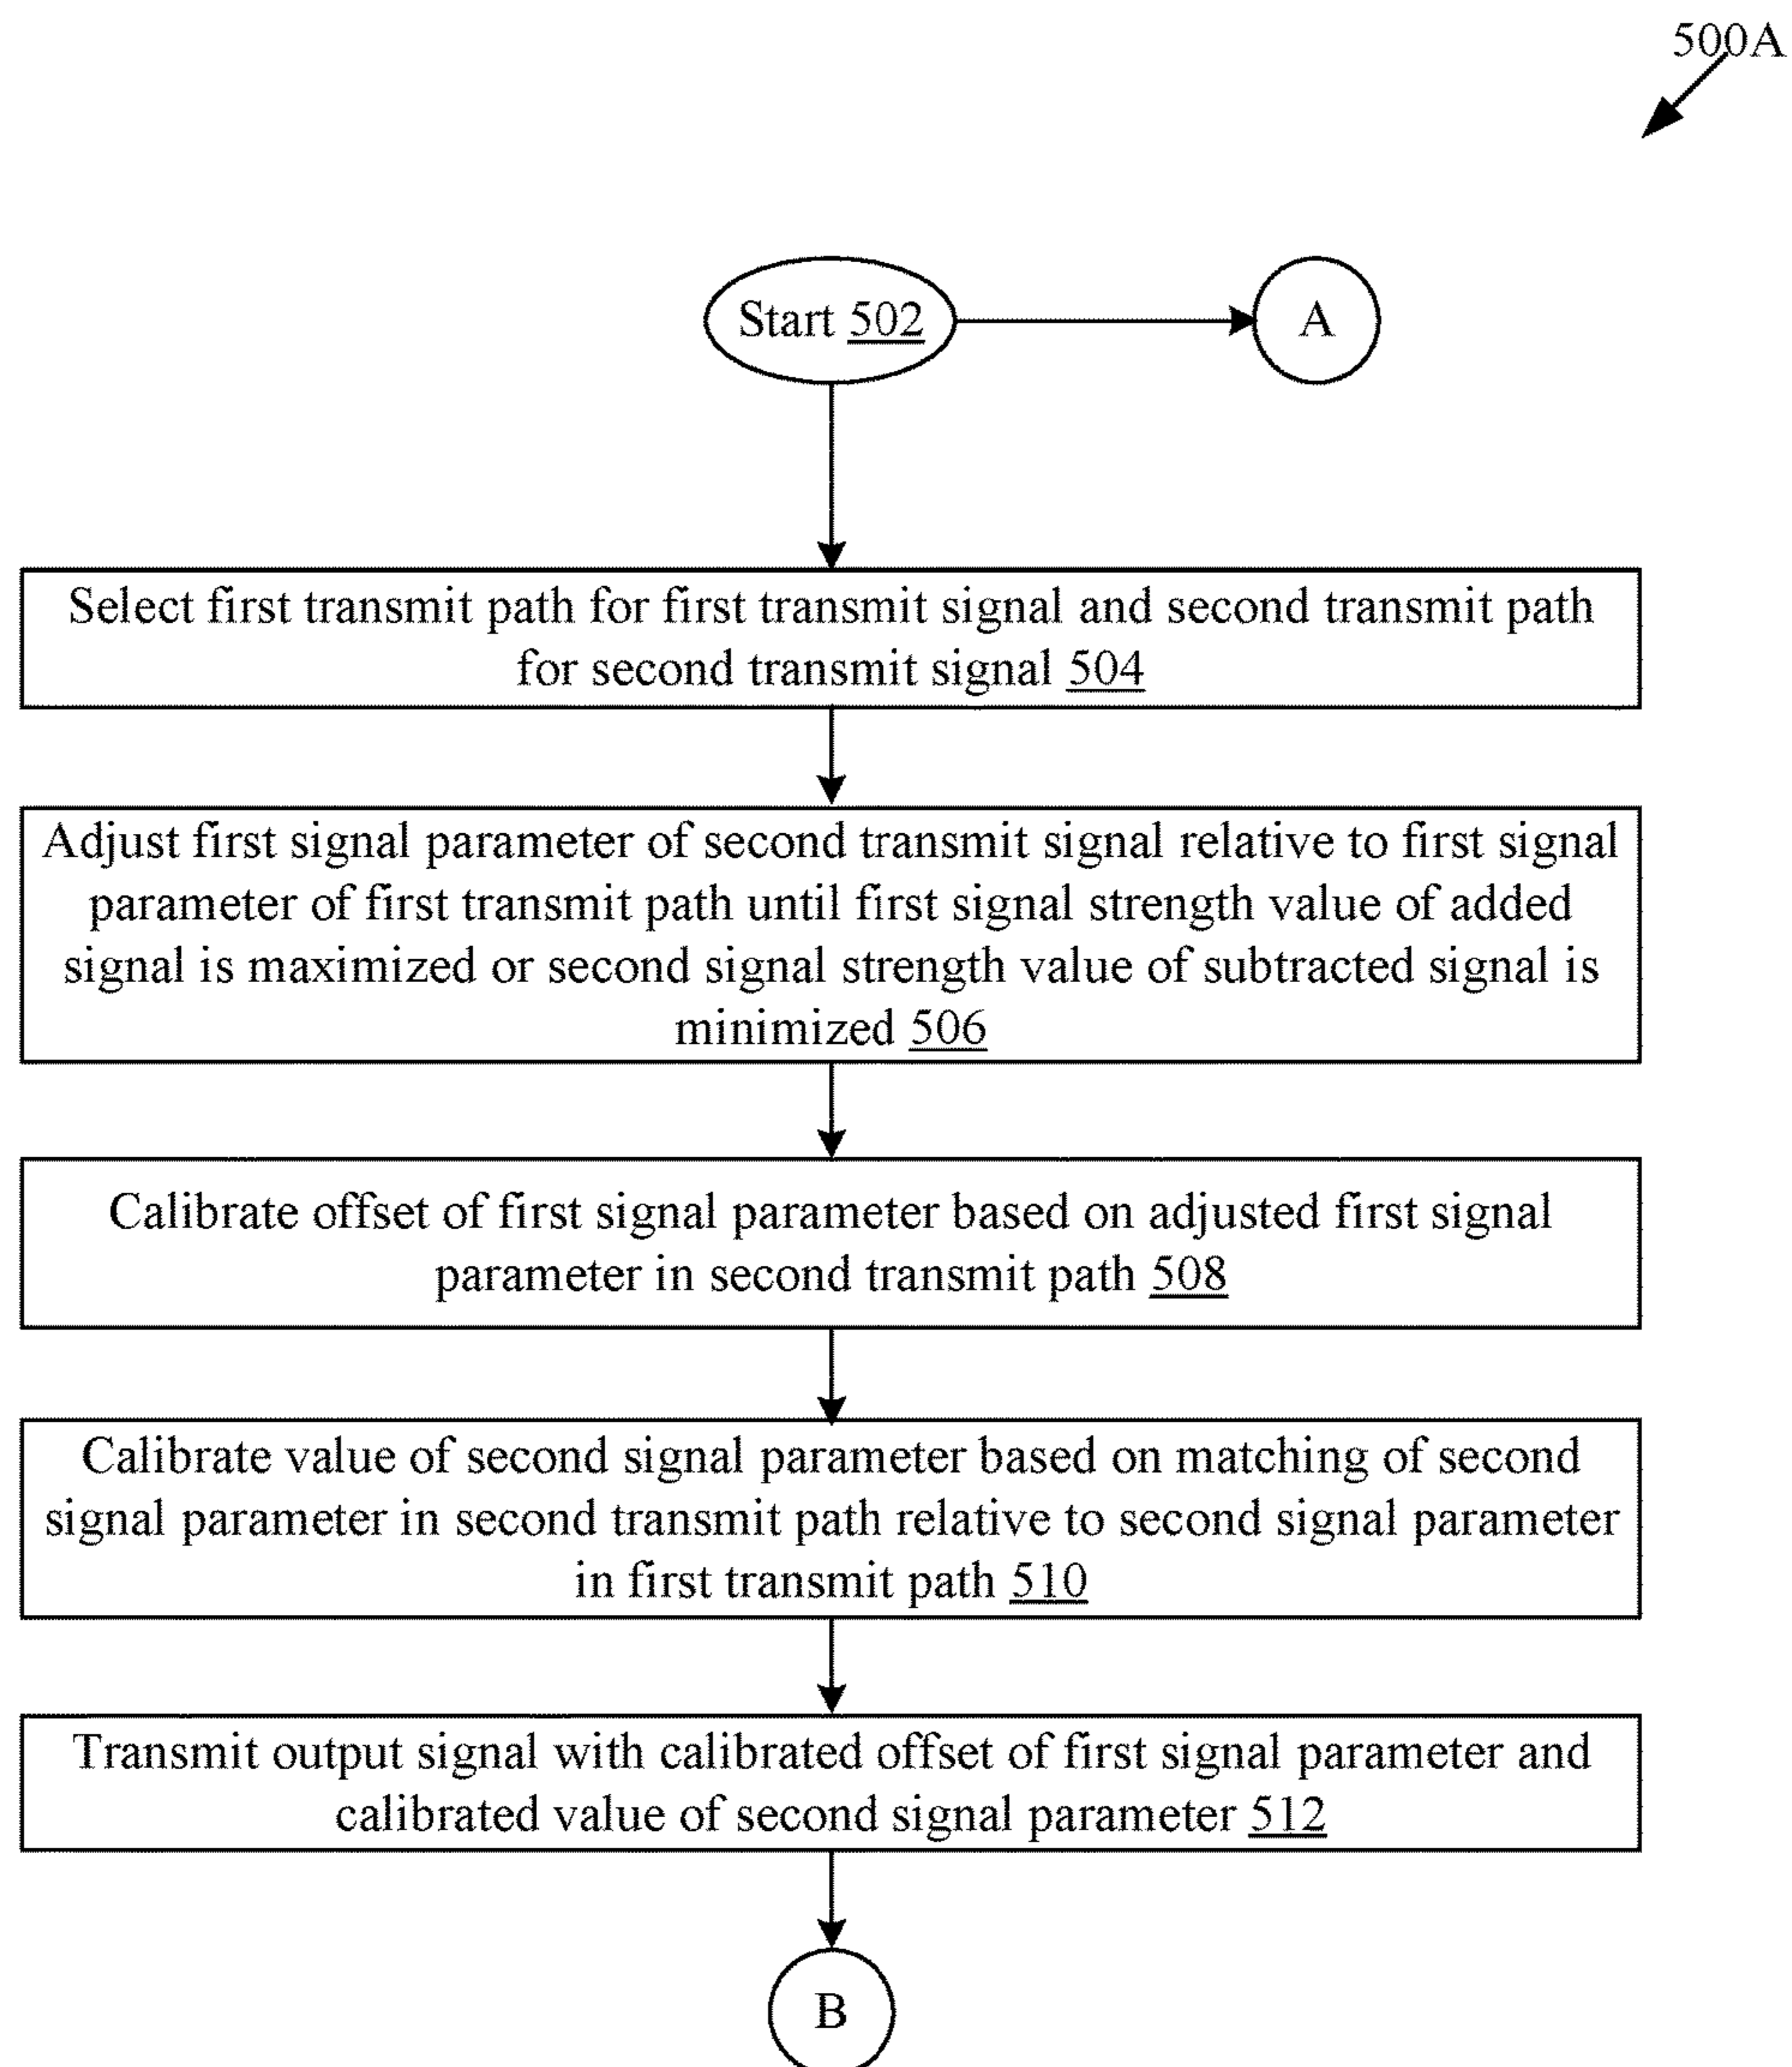 500A
Start 502
A
Select first transmit path for first transmit signal and second transmit path
for second transmit signal 504
Adjust first signal parameter of second transmit signal relative to first signal
parameter of first transmit path until first signal strength value of added
signal is maximized or second signal strength value of subtracted signal is
minimized 506
Calibrate offset of first signal parameter based on adjusted first signal
parameter in second transmit path 508
Calibrate value of second signal parameter based on matching of second
signal parameter in second transmit path relative to second signal parameter
in first transmit path 510
Transmit output signal with calibrated offset of first signal parameter and
calibrated value of second signal parameter 512
B